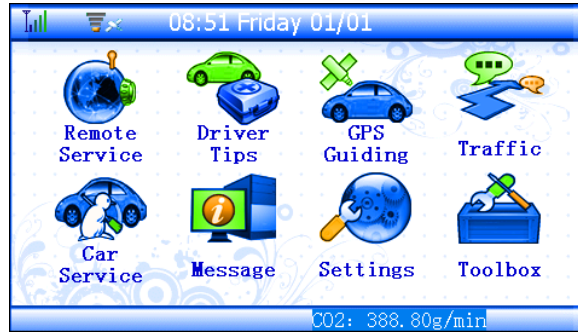 08:51 Friday 01/01
Remote Service
Driver Tips
GPS Guiding
Traffic
Car Service
Message
Settings
Toolbox
CO2: 388.80g/min